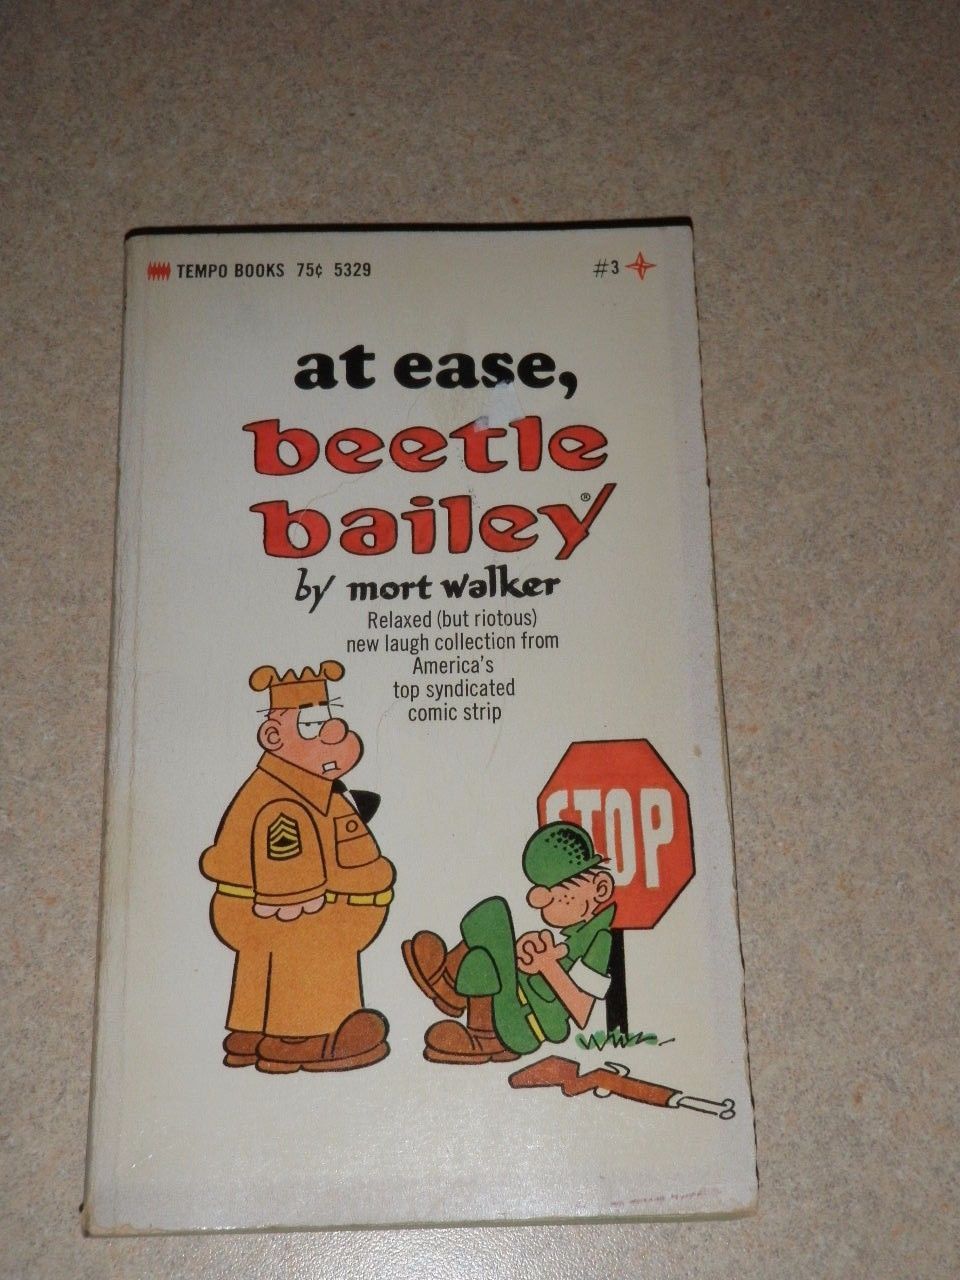 TEMPO BOOKS 75¢ 5329
#3
at ease,
beetle
bailey®
by mort walker
Relaxed (but riotous)
new laugh collection from
America's
top syndicated
comic strip
STOP